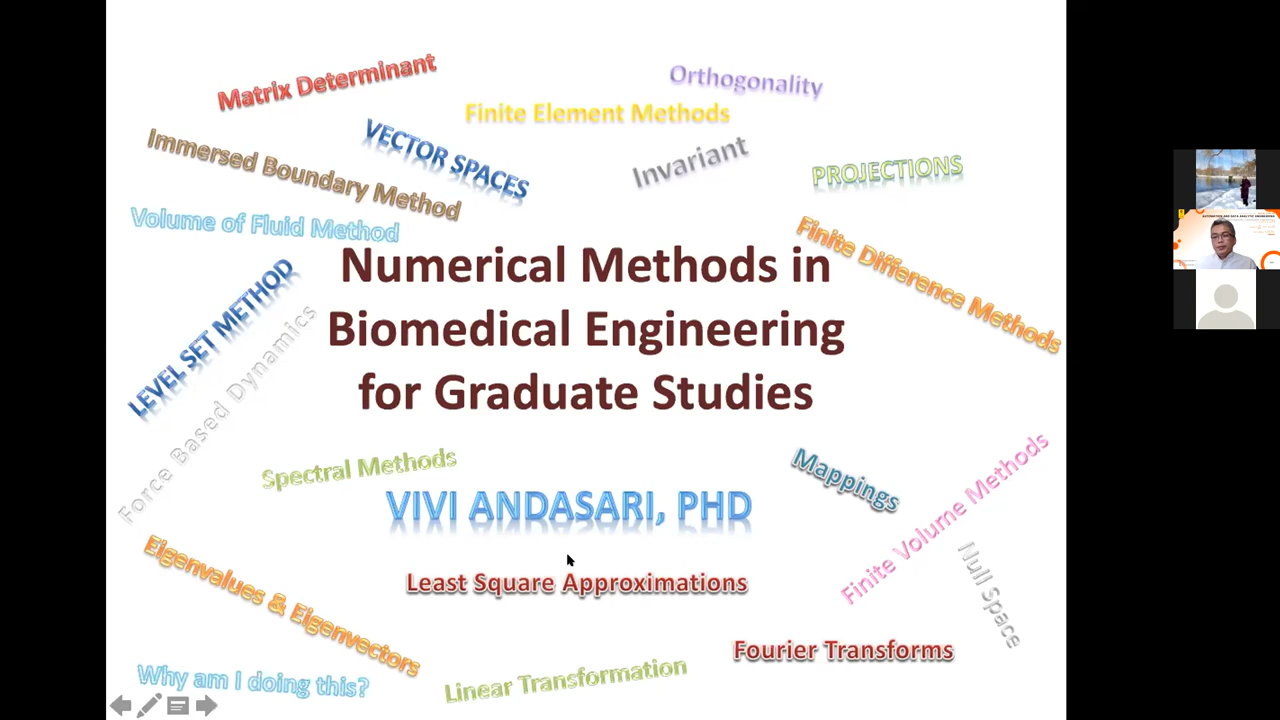 Matrix Determinant
Orthogonality
Finite Element Methods
VECTOR SPACES
Immersed Boundary Method
Invariant
PROJECTIONS
Volume of Fluid Method
Finite Difference Methods
Numerical Methods in
Biomedical Engineering
for Graduate Studies
LEVEL SET METHOD
Force Based Dynamics
Spectral Methods
Mappings
VIVI ANDASARI, PHD
Finite Volume Methods
Null Space
Least Square Approximations
Eigenvalues & Eigenvectors
Fourier Transforms
Why am I doing this?
Linear Transformation